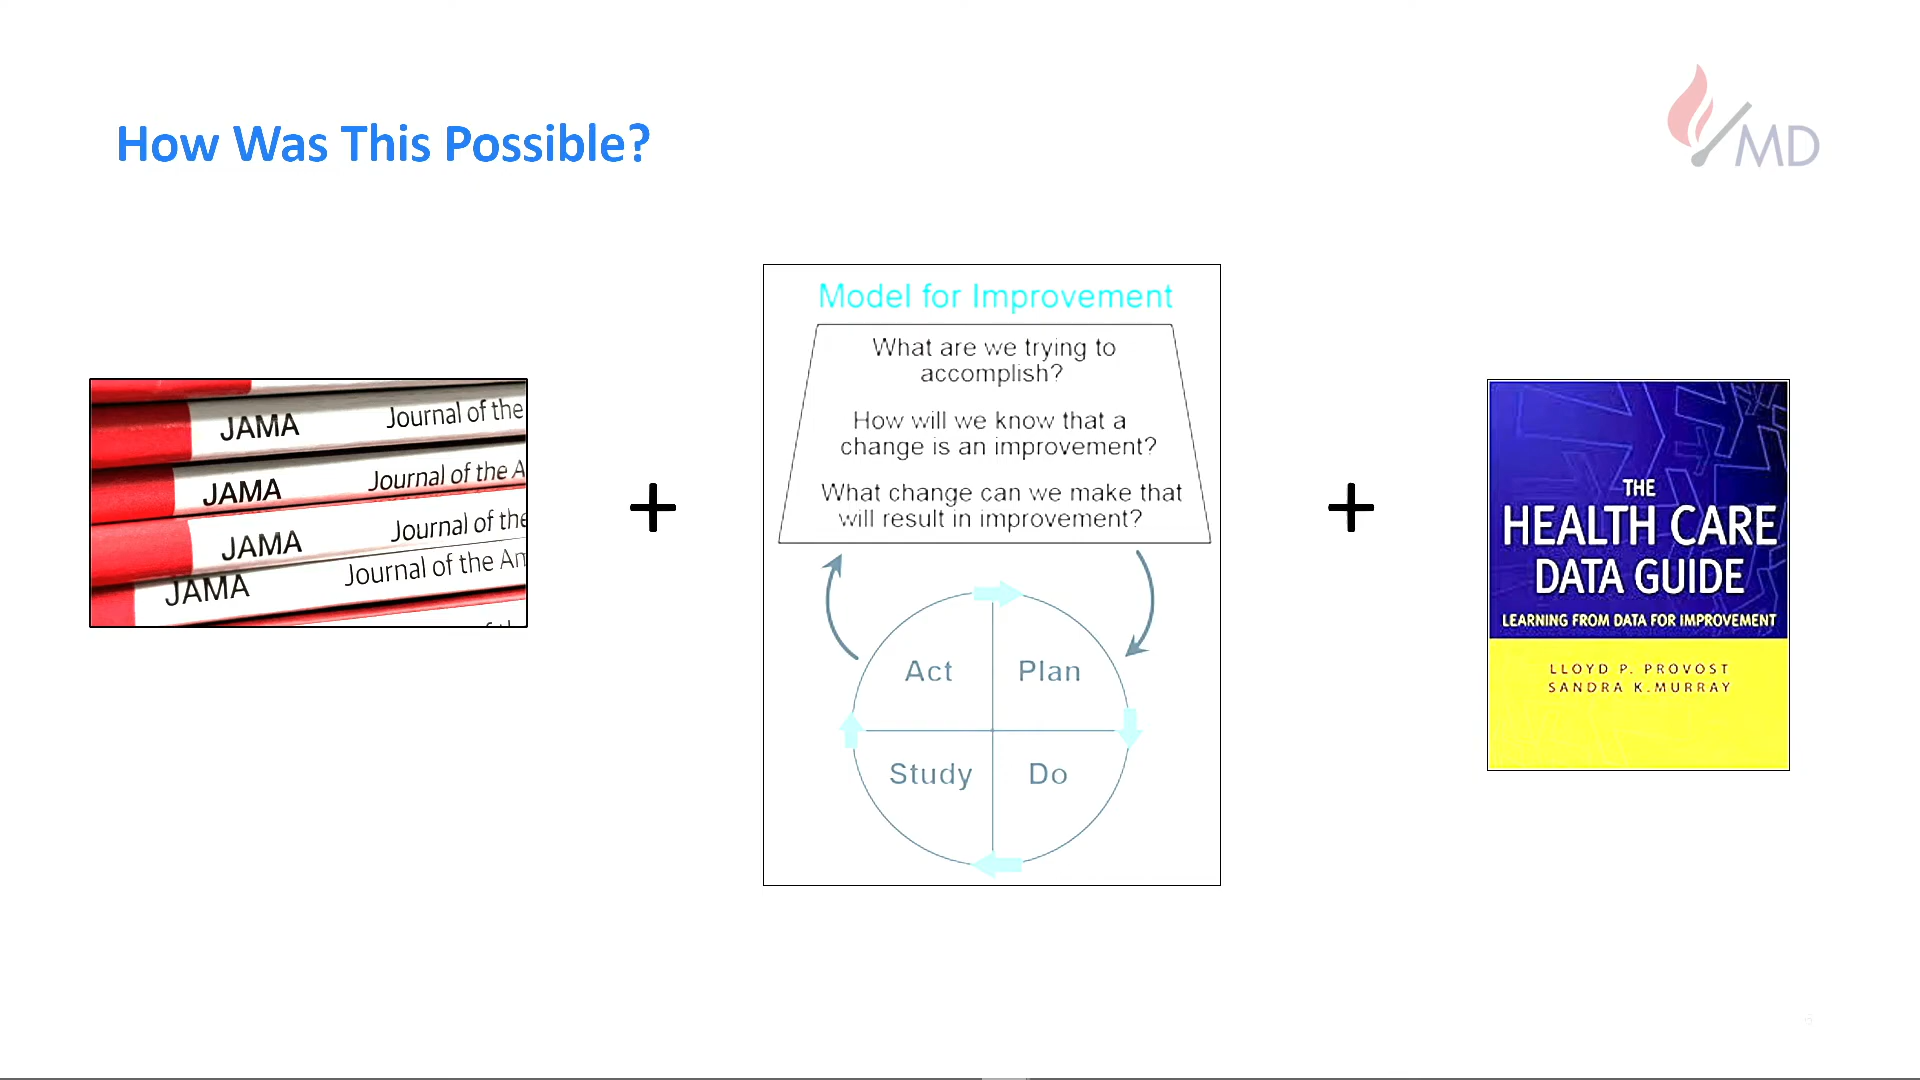 How Was This Possible?
MD
JAMA Journal of the
JAMA Journal of the A
JAMA Journal of the
JAMA Journal of the Am
Model for Improvement
What are we trying to
accomplish?
How will we know that a
change is an improvement?
What change can we make that
will result in improvement?
Act
Plan
Study
Do
+
+
THE
HEALTH CARE
DATA GUIDE
LEARNING FROM DATA FOR IMPROVEMENT
LLOYD P. PROVOST
SANDRA K. MURRAY